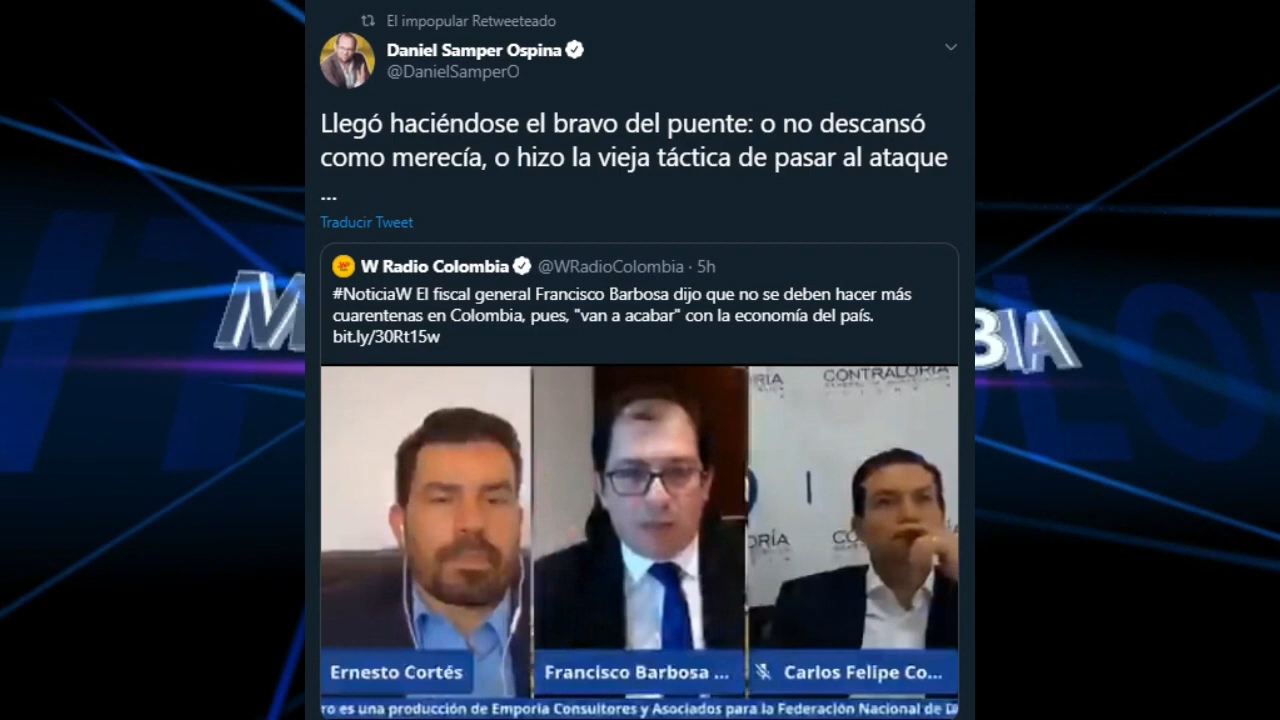 El impopular Retweeteado
Daniel Samper Ospina
@DanielSamperO
Llegó haciéndose el bravo del puente: o no descansó
como merecía, o hizo la vieja táctica de pasar al ataque
...
Traducir Tweet
W Radio Colombia @WRadioColombia · 5h
#NoticiaW El fiscal general Francisco Barbosa dijo que no se deben hacer más
cuarentenas en Colombia, pues, "van a acabar" con la economía del país.
bit.ly/30Rt15w
M
BIA
RIA CONTRALORÍA
ORÍA
Ernesto Cortés
Francisco Barbosa ...
Carlos Felipe Co...
ro es una producción de Emporia Consultores y Asociados para la Federación Nacional de